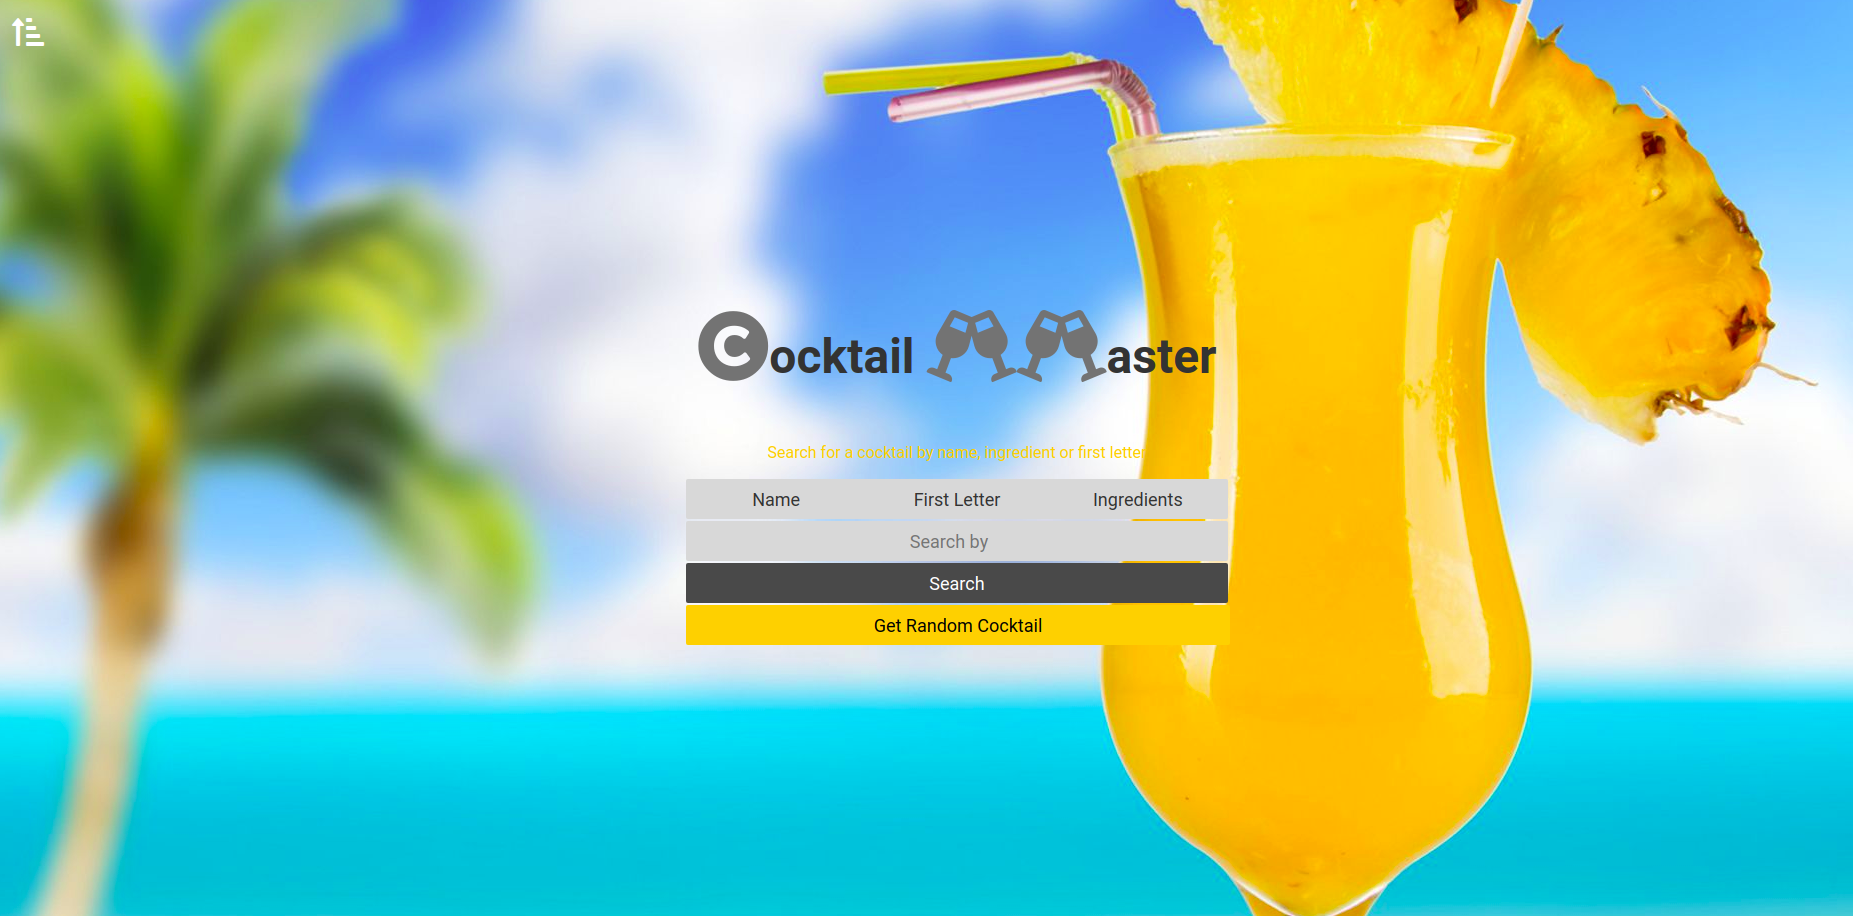 Cocktail aster
Search for a cocktail by name, ingredient or first letter
Name First Letter Ingredients
Search by
Search
Get Random Cocktail